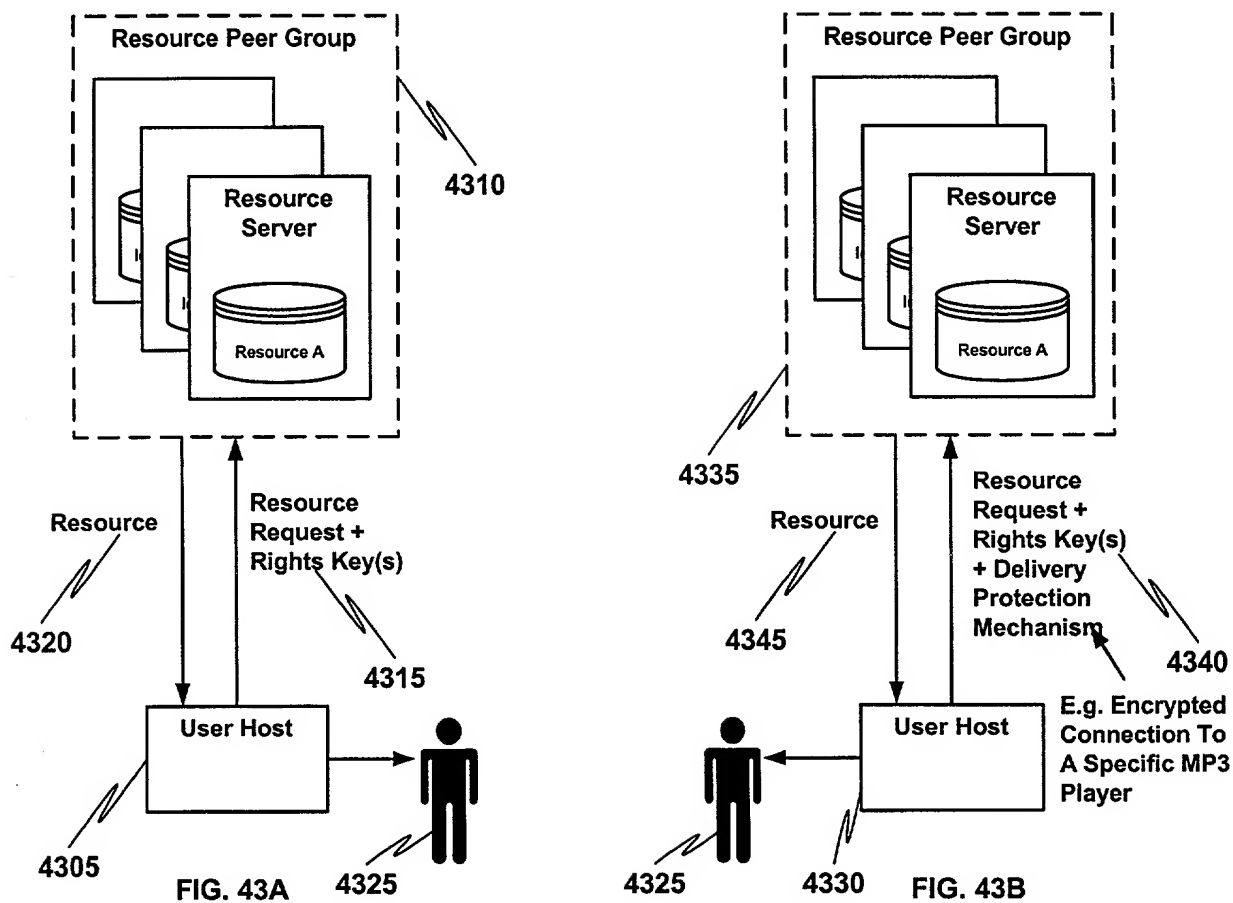 Resource Peer Group
Resource
Server
Resource A
4310
Resource
Resource
Request +
Rights Key(s)
4320
4315
User Host
4305
4325
FIG. 43A
Resource Peer Group
Resource
Server
Resource A
4335
Resource
Resource
Request +
Rights Key(s)
+ Delivery
Protection
Mechanism
4345
4340
User Host
E.g. Encrypted
Connection To
A Specific MP3
Player
4325
4330
FIG. 43B